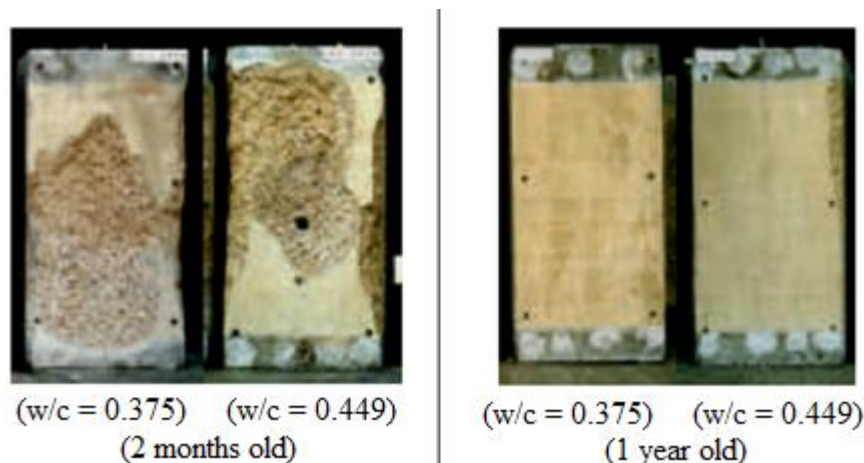 (w/c = 0.375) (w/c = 0.449)
(2 months old)
(w/c = 0.375) (w/c = 0.449)
(1 year old)